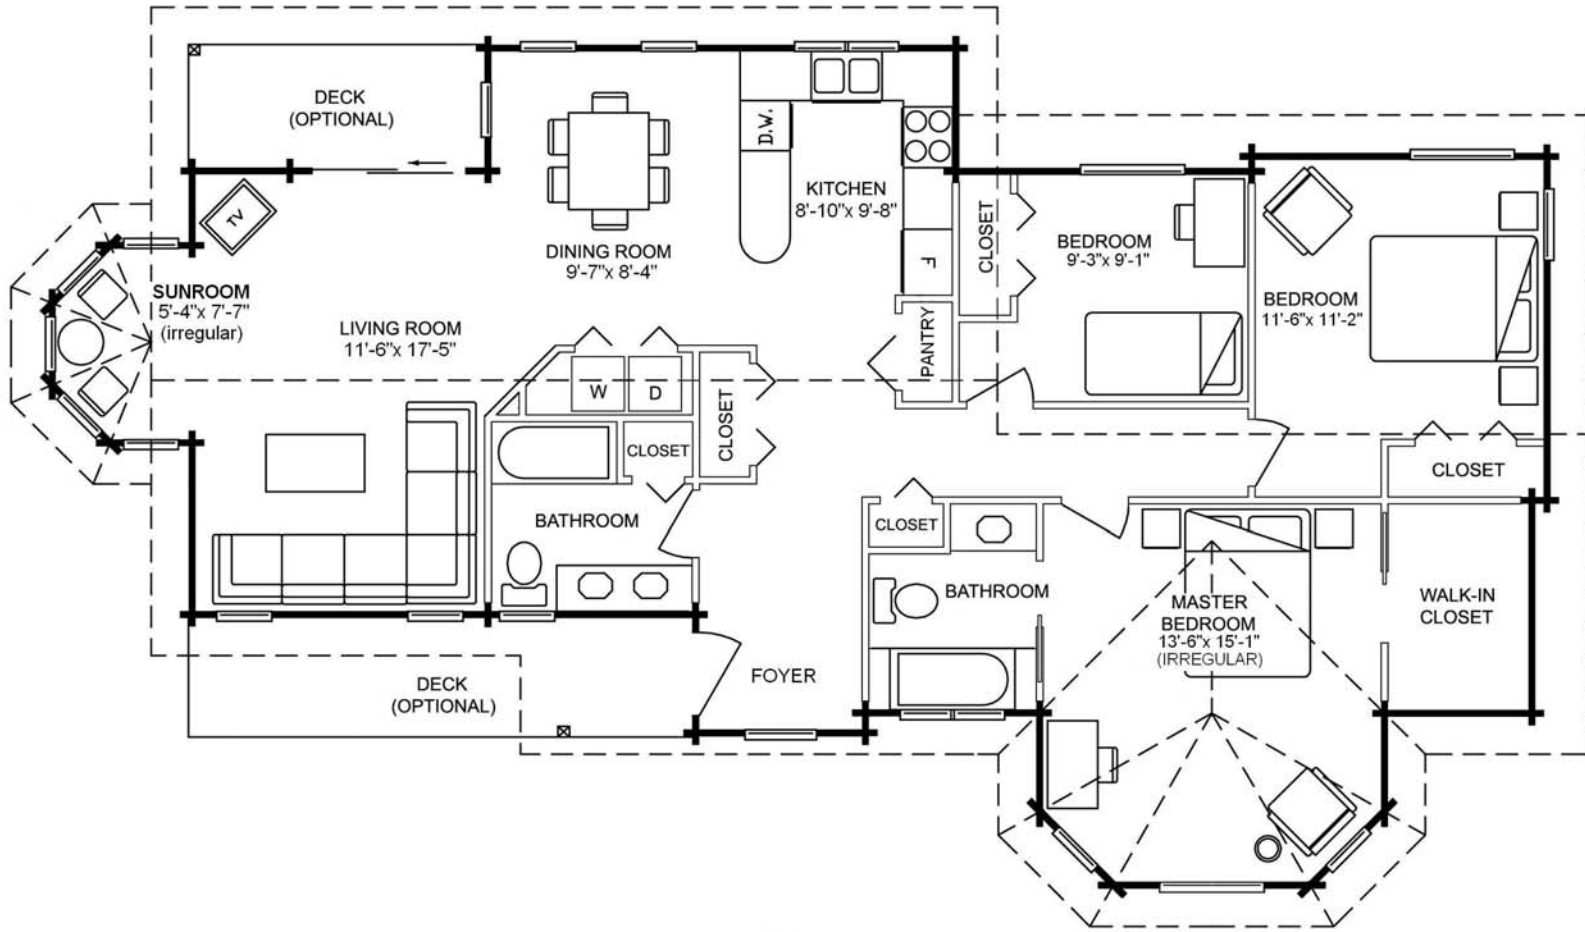 DECK
(OPTIONAL)
D.W.
KITCHEN
8'-10"x 9'-8"
TV
DINING ROOM
9'-7"x 8'-4"
CLOSET
BEDROOM
9'-3"x 9'-1"
F
SUNROOM
5'-4"x 7'-7"
(irregular)
BEDROOM
11'-6"x 11'-2"
LIVING ROOM
11'-6"x 17'-5"
PANTRY
W
D
CLOSET
CLOSET
CLOSET
BATHROOM
CLOSET
BATHROOM
MASTER
BEDROOM
13'-6"x 15'-1"
(IRREGULAR)
WALK-IN
CLOSET
FOYER
DECK
(OPTIONAL)